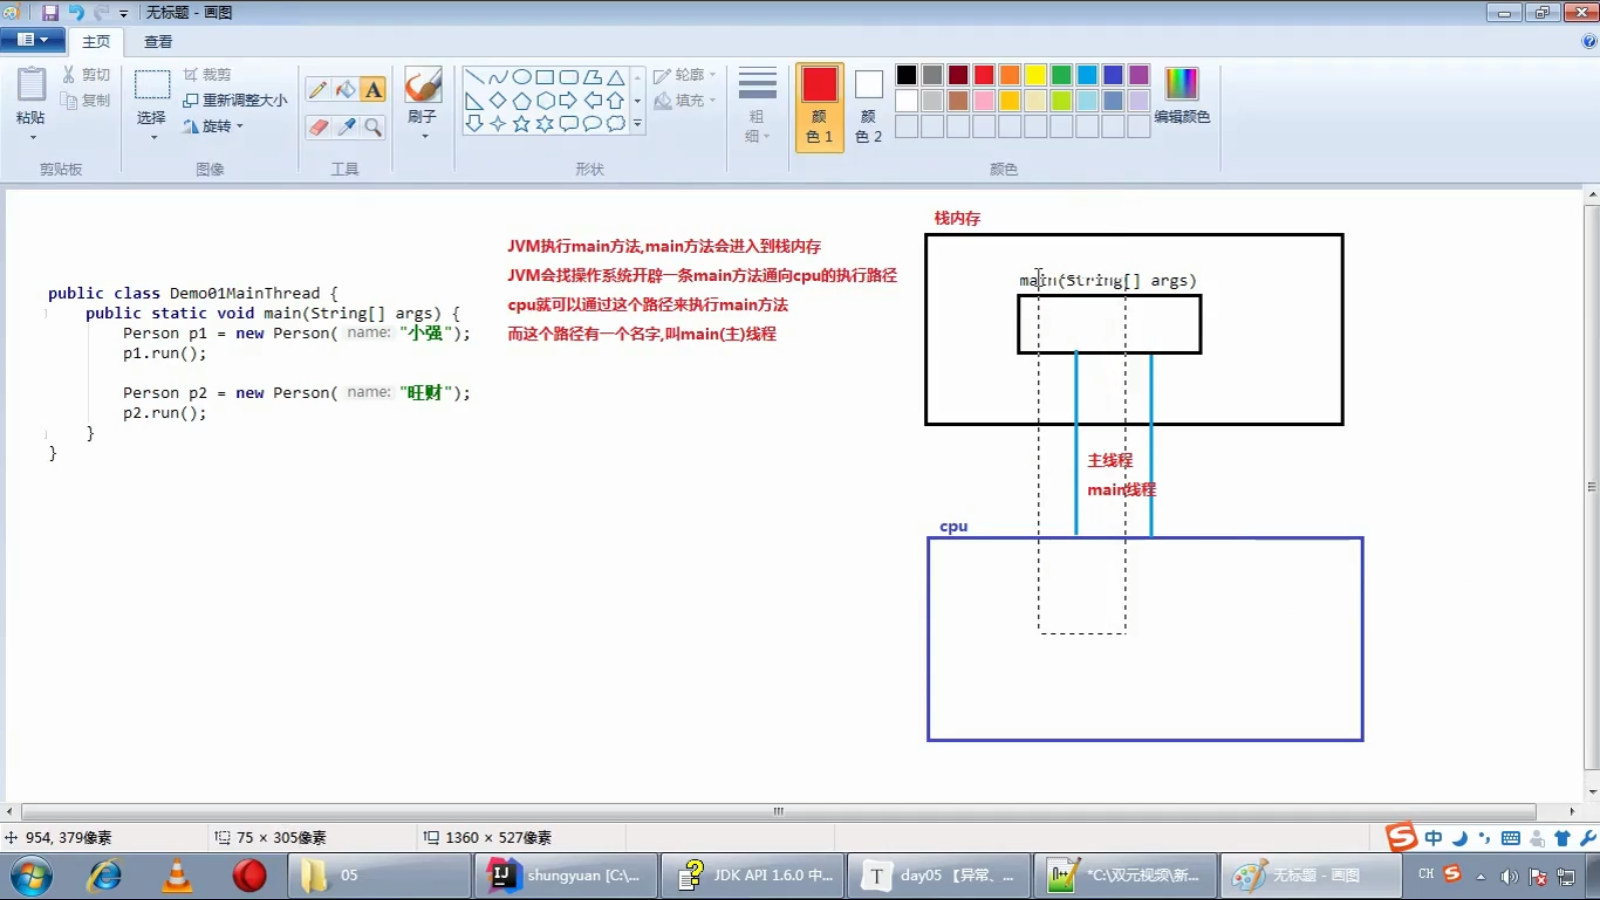 无标题 - 画图
主页
查看
粘贴
剪切
复制
剪贴板
选择
裁剪
重新调整大小
旋转
图像
A
工具
刷子
轮廓
填充
形状
粗
细
颜
色 1
颜
色 2
编辑颜色
颜色
public class Demo01MainThread {
public static void main(String[] args) {
Person p1 = new Person( name: "小强");
p1.run();
Person p2 = new Person( name: "旺财");
p2.run();
}
}
JVM执行main方法,main方法会进入到栈内存
JVM会找操作系统开辟一条main方法通向cpu的执行路径
cpu就可以通过这个路径来执行main方法
而这个路径有一个名字,叫main(主)线程
栈内存
main(String[] args)
主线程
main线程
cpu
954, 379像素
75 × 305像素
1360 × 527像素
S 中
05
IJ shungyuan [C:\...
JDK API 1.6.0 中...
T day05 【异常、...
*C:\双元视频\新...
无标题 - 画图
CH S